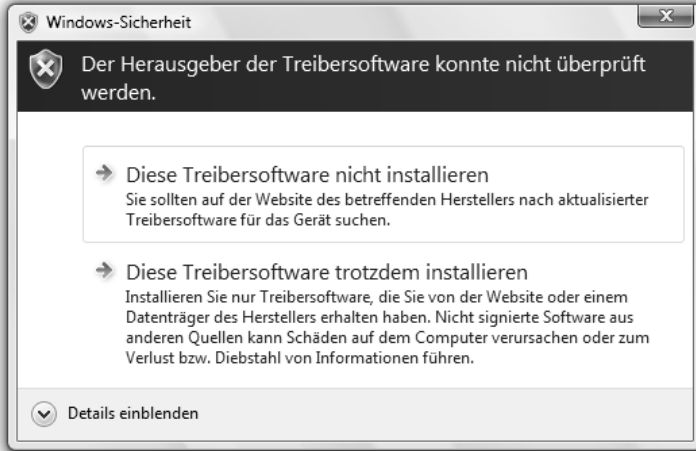 Windows-Sicherheit
Der Herausgeber der Treibersoftware konnte nicht überprüft
werden.
Diese Treibersoftware nicht installieren
Sie sollten auf der Website des betreffenden Herstellers nach aktualisierter
Treibersoftware für das Gerät suchen.
Diese Treibersoftware trotzdem installieren
Installieren Sie nur Treibersoftware, die Sie von der Website oder einem
Datenträger des Herstellers erhalten haben. Nicht signierte Software aus
anderen Quellen kann Schäden auf dem Computer verursachen oder zum
Verlust bzw. Diebstahl von Informationen führen.
Details einblenden